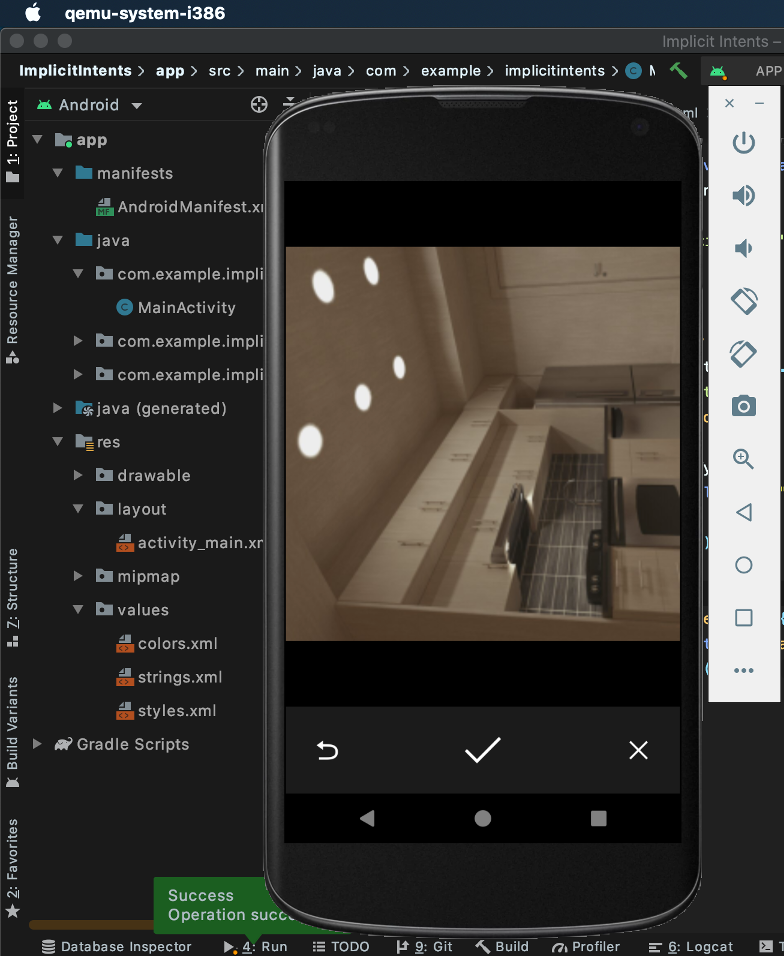 qemu-system-i386
Implicit Intents –
ImplicitIntents > app > src > main > java > com > example > implicitintents >
APP
1: Project
Android
app
manifests
AndroidManifest.xm
java
com.example.impli
MainActivity
com.example.impli
com.example.impli
java (generated)
res
drawable
layout
activity_main.xm
mipmap
values
colors.xml
strings.xml
styles.xml
Gradle Scripts
Resource Manager
Z: Structure
Build Variants
2: Favorites
Success
Operation succe
Database Inspector
4: Run
TODO
9: Git
Build
Profiler
6: Logcat